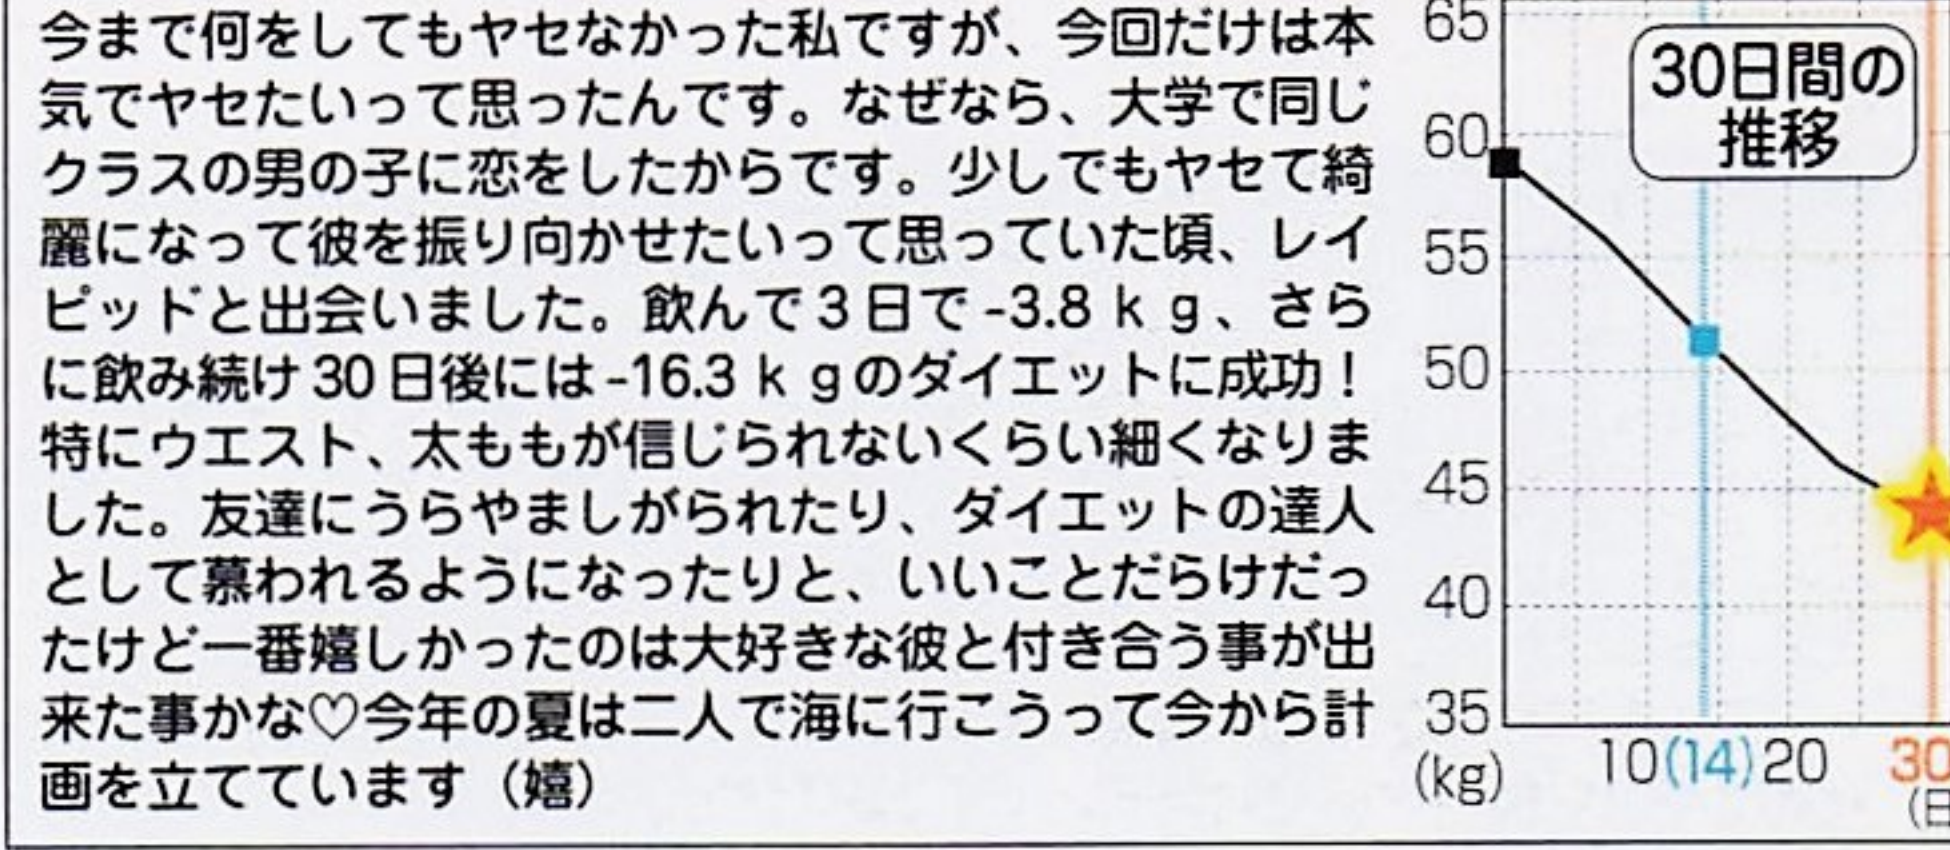 今まで何をしてもヤセなかった私ですが、今回だけは本
気でヤセたいって思ったんです。なぜなら、大学で同じ
クラスの男の子に恋をしたからです。少しでもヤセて綺
麗になって彼を振り向かせたいって思っていた頃、レイ
ピッドと出会いました。飲んで3日で-3.8kg、さら
に飲み続け30日後には-16.3kgのダイエットに成功！
特にウエスト、太ももが信じられないくらい細くなりま
した。友達にうらやましがられたり、ダイエットの達人
として慕われるようになったりと、いいことだらけだっ
たけど一番嬉しかったのは大好きな彼と付き合う事が出
来た事かな♡今年の夏は二人で海に行こうって今から計
画を立てています（嬉）
30日間の
推移
65
60
55
50
45
40
35
(kg)
10(14)20 30
(日